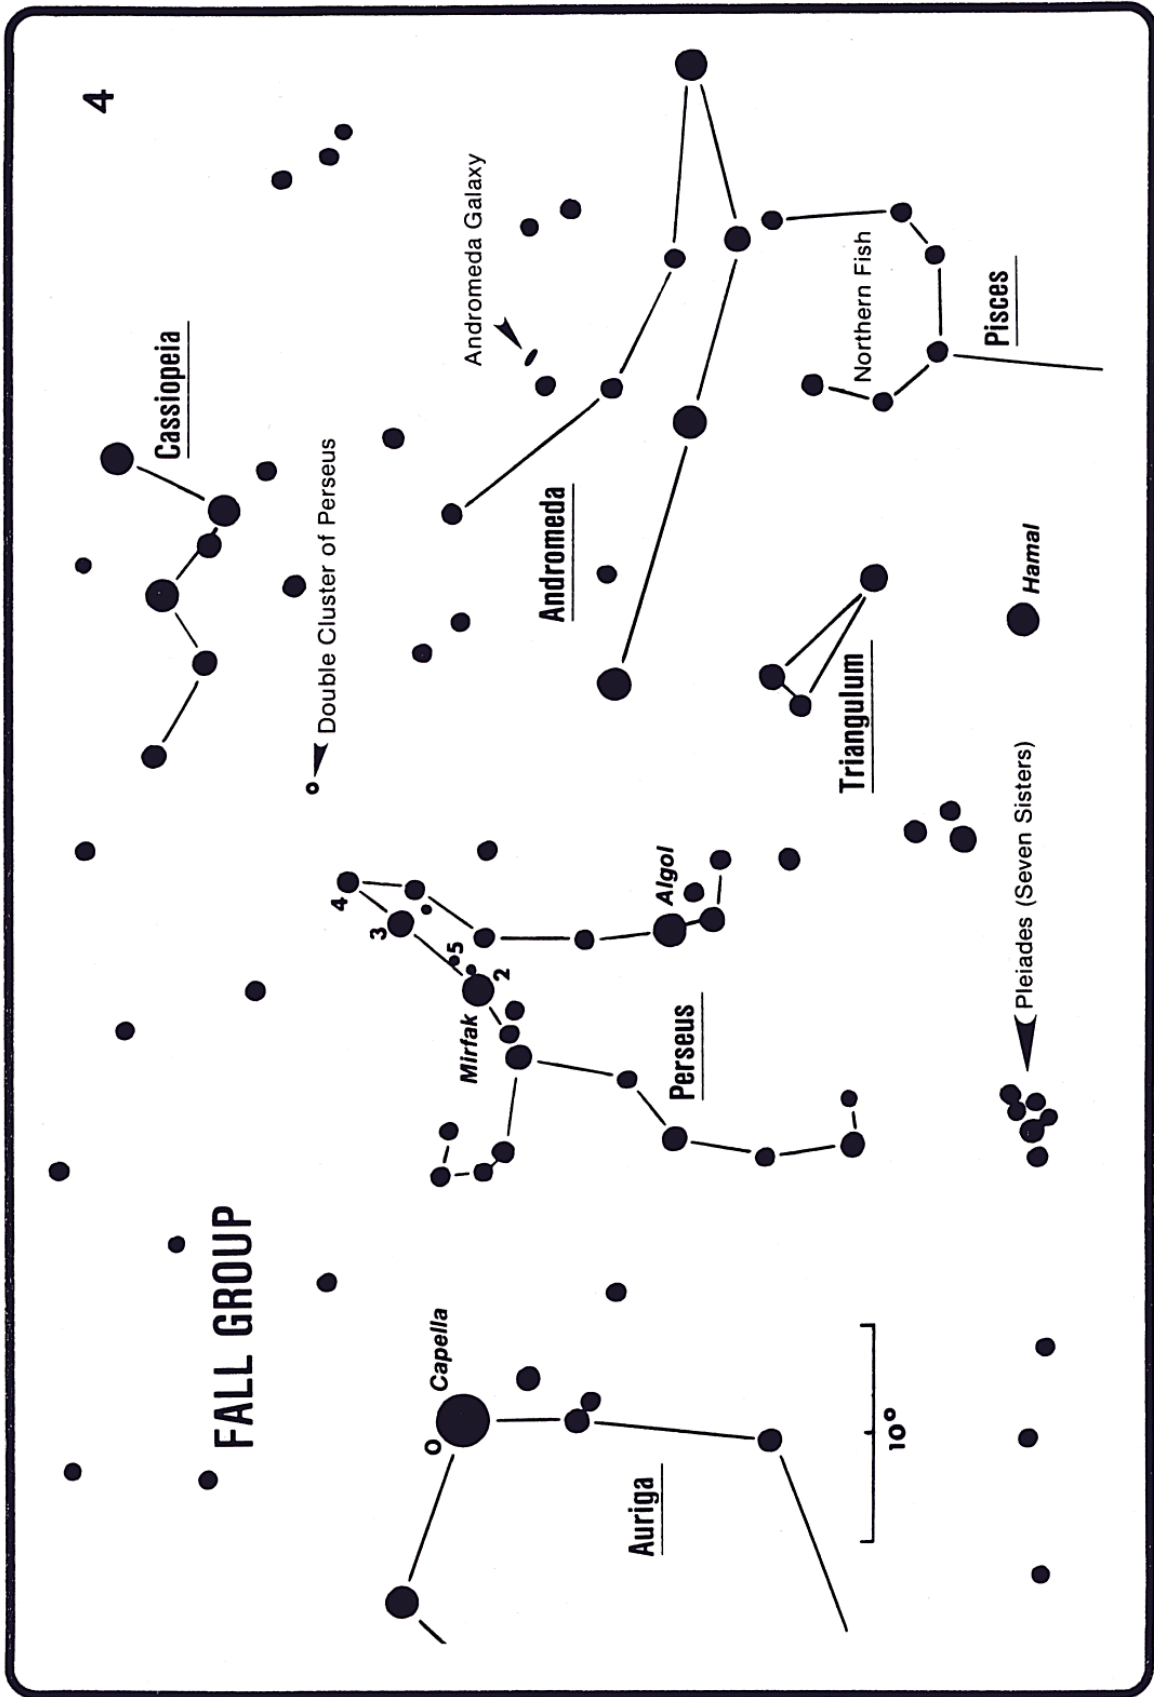 FALL GROUP
4
Cassiopeia
Double Cluster of Perseus
Andromeda Galaxy
Andromeda
Northern Fish
Pisces
Triangulum
Hamal
4
3
5
2
Mirfak
Algol
Perseus
Pleiades (Seven Sisters)
Capella
0
Auriga
10°